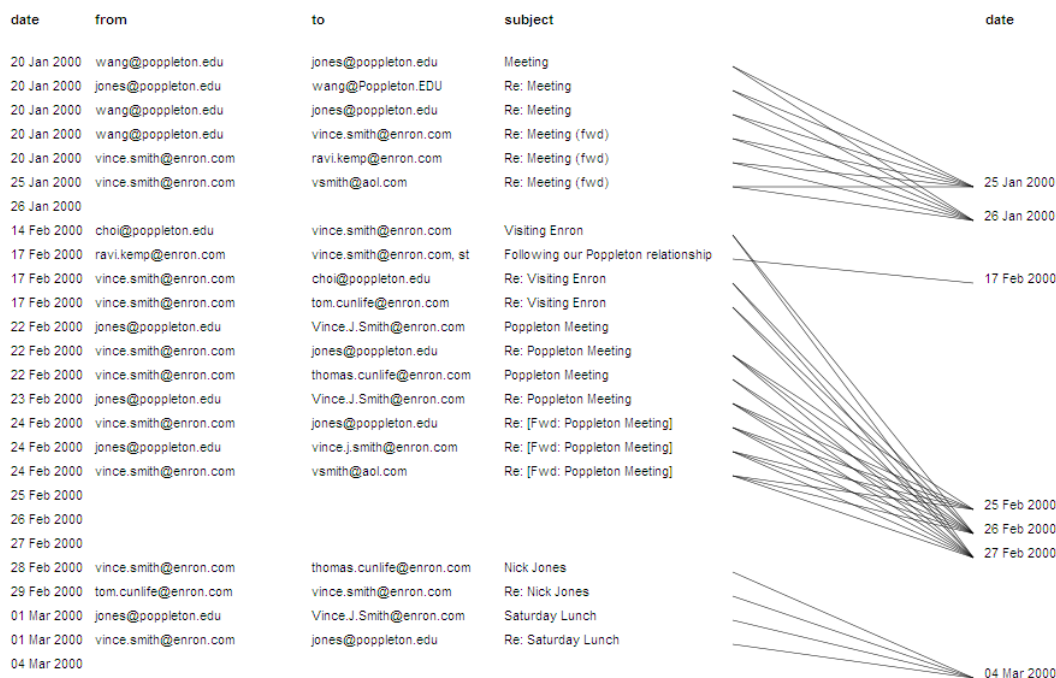 date from to subject date
20 Jan 2000 wang@poppleton.edu jones@poppleton.edu Meeting
20 Jan 2000 jones@poppleton.edu wang@Poppleton.EDU Re: Meeting
20 Jan 2000 wang@poppleton.edu jones@poppleton.edu Re: Meeting
20 Jan 2000 wang@poppleton.edu vince.smith@enron.com Re: Meeting (fwd)
20 Jan 2000 vince.smith@enron.com ravi.kemp@enron.com Re: Meeting (fwd)
25 Jan 2000 vince.smith@enron.com vsmith@aol.com Re: Meeting (fwd) 25 Jan 2000
26 Jan 2000 26 Jan 2000
14 Feb 2000 choi@poppleton.edu vince.smith@enron.com Visiting Enron
17 Feb 2000 ravi.kemp@enron.com vince.smith@enron.com, st Following our Poppleton relationship
17 Feb 2000 vince.smith@enron.com choi@poppleton.edu Re: Visiting Enron 17 Feb 2000
17 Feb 2000 vince.smith@enron.com tom.cunlife@enron.com Re: Visiting Enron
22 Feb 2000 jones@poppleton.edu Vince.J.Smith@enron.com Poppleton Meeting
22 Feb 2000 vince.smith@enron.com jones@poppleton.edu Re: Poppleton Meeting
22 Feb 2000 vince.smith@enron.com thomas.cunlife@enron.com Poppleton Meeting
23 Feb 2000 jones@poppleton.edu Vince.J.Smith@enron.com Re: Poppleton Meeting
24 Feb 2000 vince.smith@enron.com jones@poppleton.edu Re: [Fwd: Poppleton Meeting]
24 Feb 2000 jones@poppleton.edu vince.j.smith@enron.com Re: [Fwd: Poppleton Meeting]
24 Feb 2000 vince.smith@enron.com vsmith@aol.com Re: [Fwd: Poppleton Meeting]
25 Feb 2000 25 Feb 2000
26 Feb 2000 26 Feb 2000
27 Feb 2000 27 Feb 2000
28 Feb 2000 vince.smith@enron.com thomas.cunlife@enron.com Nick Jones
29 Feb 2000 tom.cunlife@enron.com vince.smith@enron.com Re: Nick Jones
01 Mar 2000 jones@poppleton.edu Vince.J.Smith@enron.com Saturday Lunch
01 Mar 2000 vince.smith@enron.com jones@poppleton.edu Re: Saturday Lunch
04 Mar 2000 04 Mar 2000